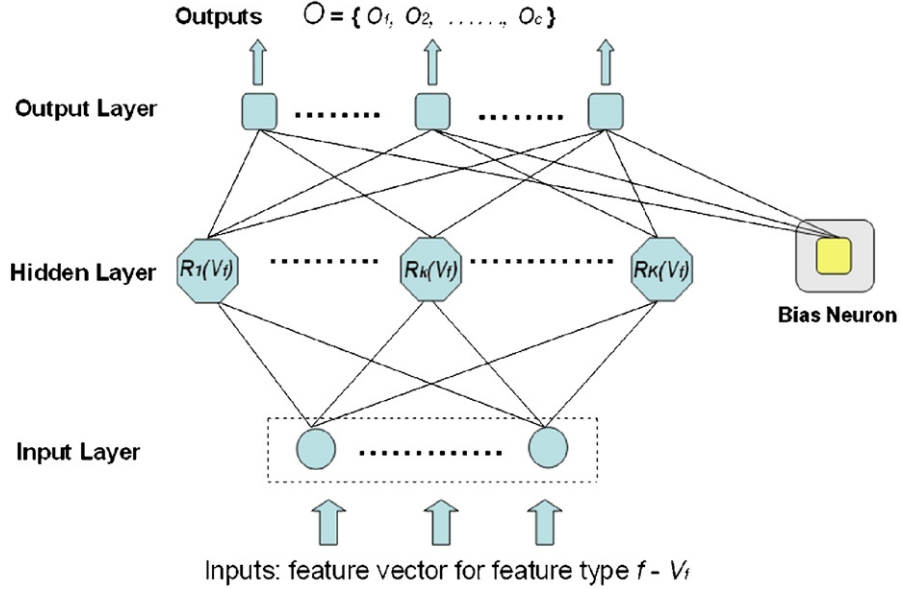 Outputs O = { O1, O2, ......, Oc }
Output Layer
Hidden Layer R1(Vf) Rk(Vf) RK(Vf)
Bias Neuron
Input Layer
Inputs: feature vector for feature type f - Vf